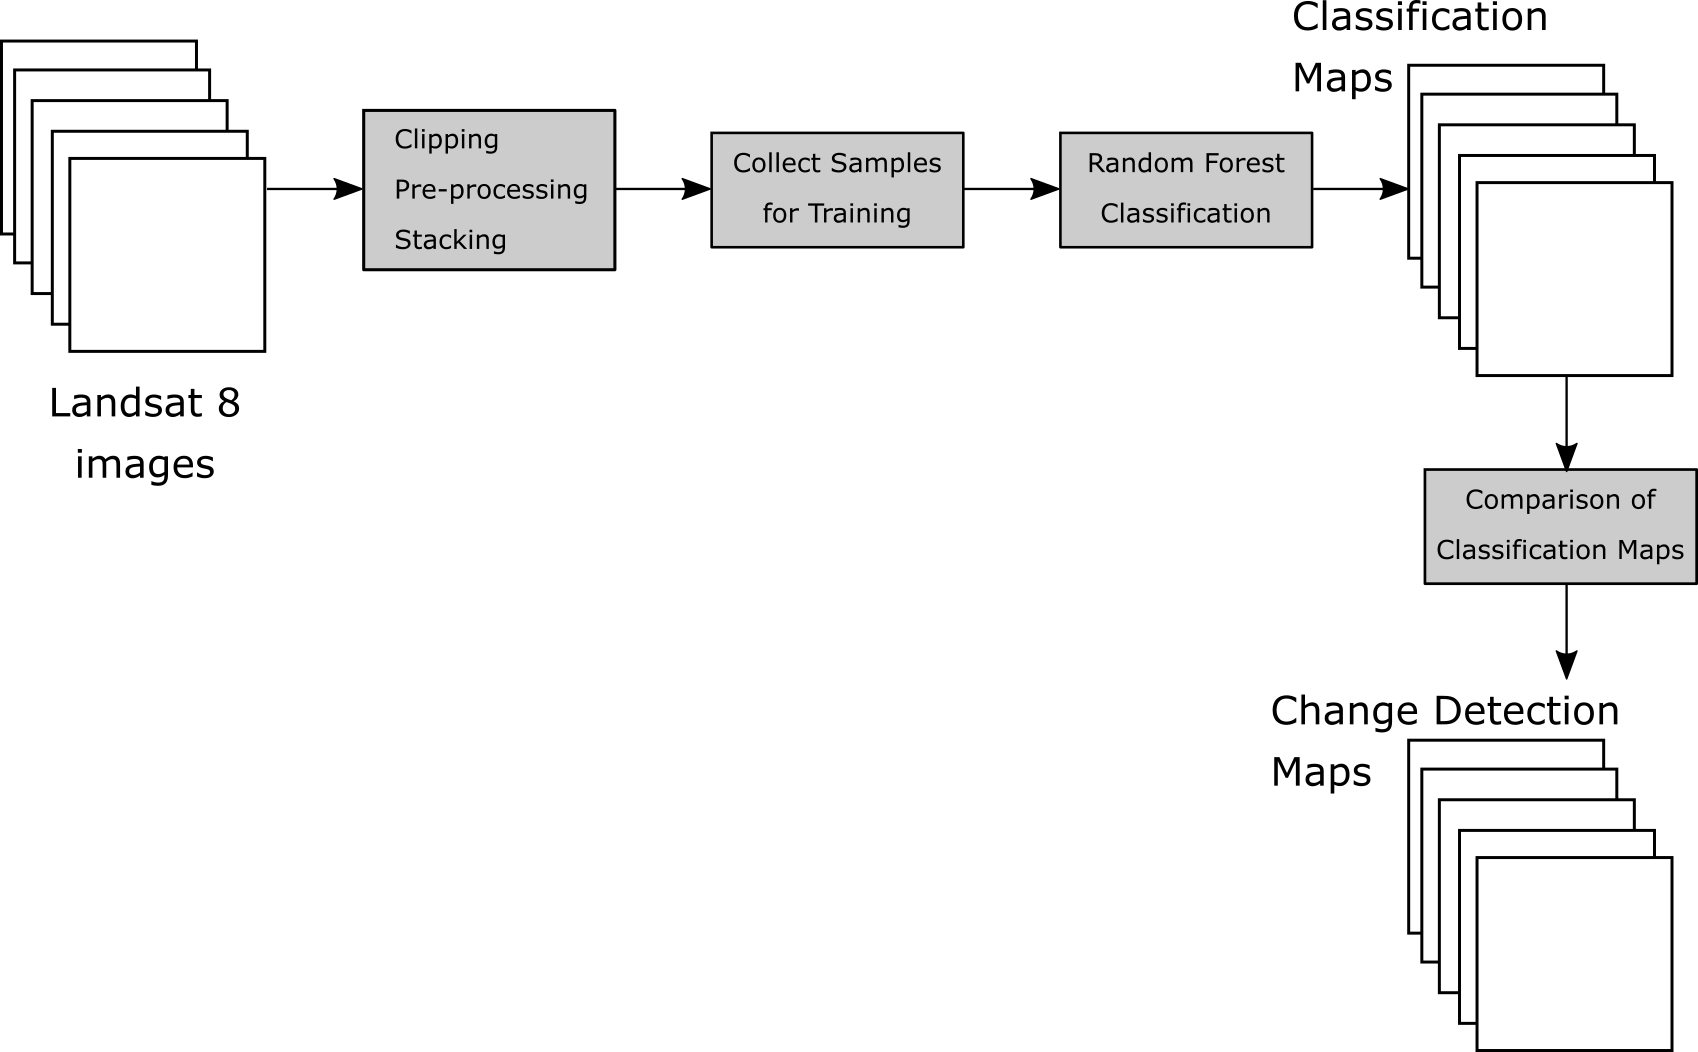 Landsat 8
images
Clipping
Pre-processing
Stacking
Collect Samples
for Training
Random Forest
Classification
Classification
Maps
Comparison of
Classification Maps
Change Detection
Maps